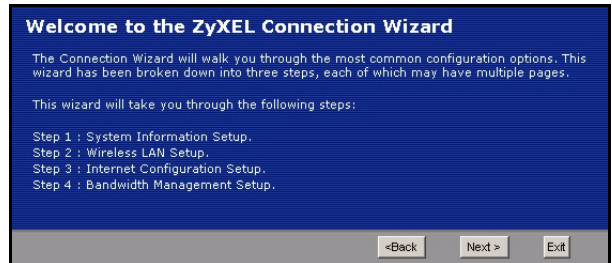 Welcome to the ZyXEL Connection Wizard
The Connection Wizard will walk you through the most common configuration options. This
wizard has been broken down into three steps, each of which may have multiple pages.
This wizard will take you through the following steps:
Step 1 : System Information Setup.
Step 2 : Wireless LAN Setup.
Step 3 : Internet Configuration Setup.
Step 4 : Bandwidth Management Setup.
<Back Next > Exit